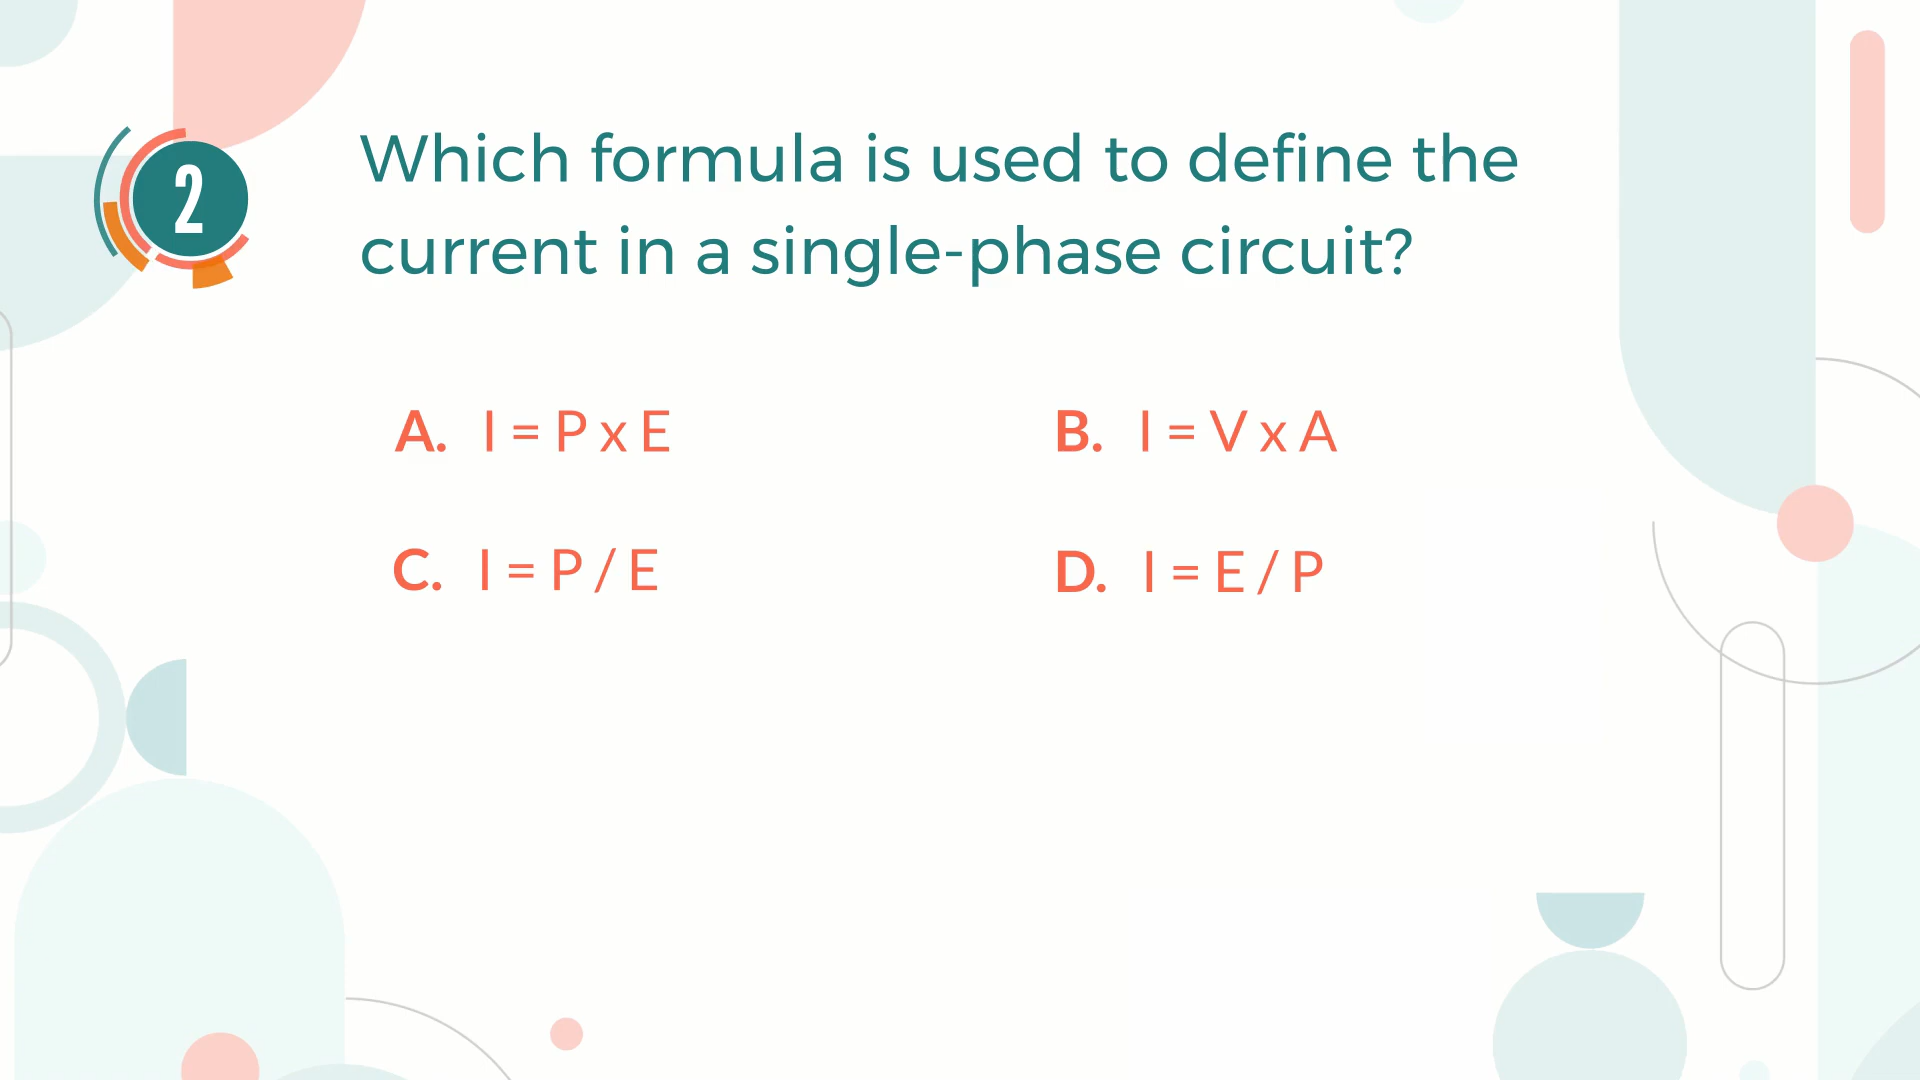 2
Which formula is used to define the
current in a single-phase circuit?
A. I = P x E
B. I = V x A
C. I = P / E
D. I = E / P